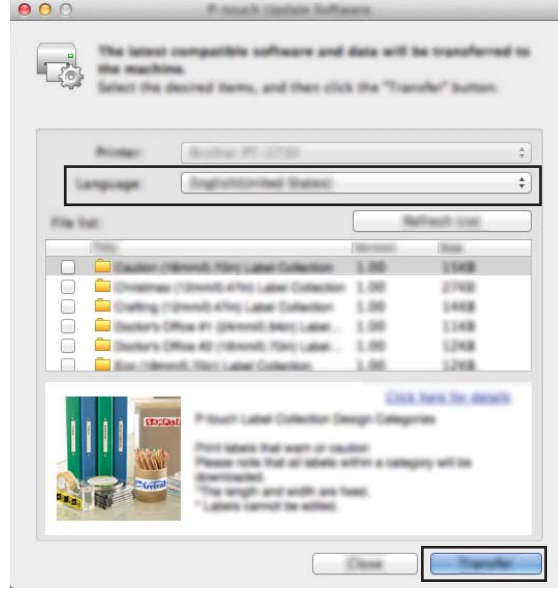 P-touch Update Software
The latest compatible software and data will be transferred to
the machine.
Select the desired items, and then click the "Transfer" button.
Printer:
Language: English(United States)
File list: Refresh List
Title Version Size
Caution (18mm/0.70in) Label Collection 1.00
Christmas (12mm/0.47in) Label Collection 1.00
Crafting (12mm/0.47in) Label Collection 1.00
Doctor's Office #1 (24mm/0.94in) Label... 1.00
Doctor's Office #2 (18mm/0.70in) Label... 1.00
Eco (18mm/0.70in) Label Collection 1.00
Click here for details
P-touch Label Collection Design Categories
Print labels that warn or caution
Please note that all labels within a category will be
downloaded.
*The length and width are fixed.
* Labels cannot be edited.
SAMPLE
Arrival
Close Transfer